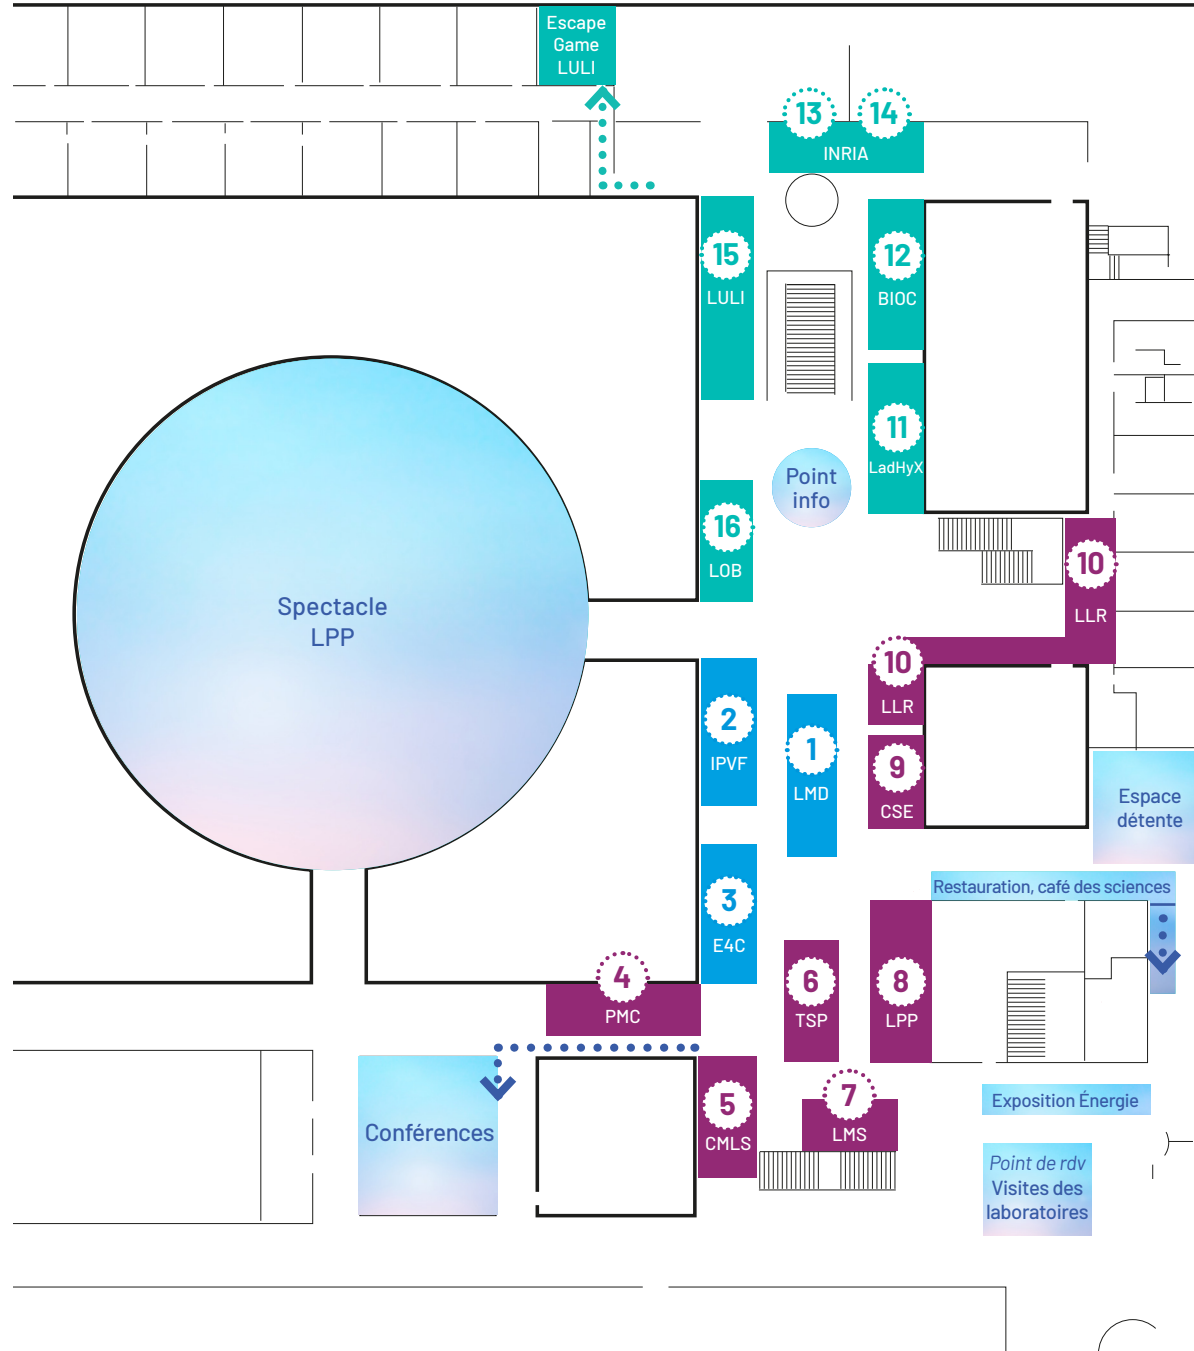 Escape
Game
LULI
13
14
INRIA
15
LULI
12
BIOC
11
LadHyX
Point
info
16
LOB
10
LLR
Spectacle
LPP
10
LLR
2
IPVF
1
LMD
9
CSE
Espace
détente
3
E4C
Restauration, café des sciences
4
PMC
6
TSP
8
LPP
5
CMLS
7
LMS
Conférences
Exposition Énergie
Point de rdv
Visites des
laboratoires